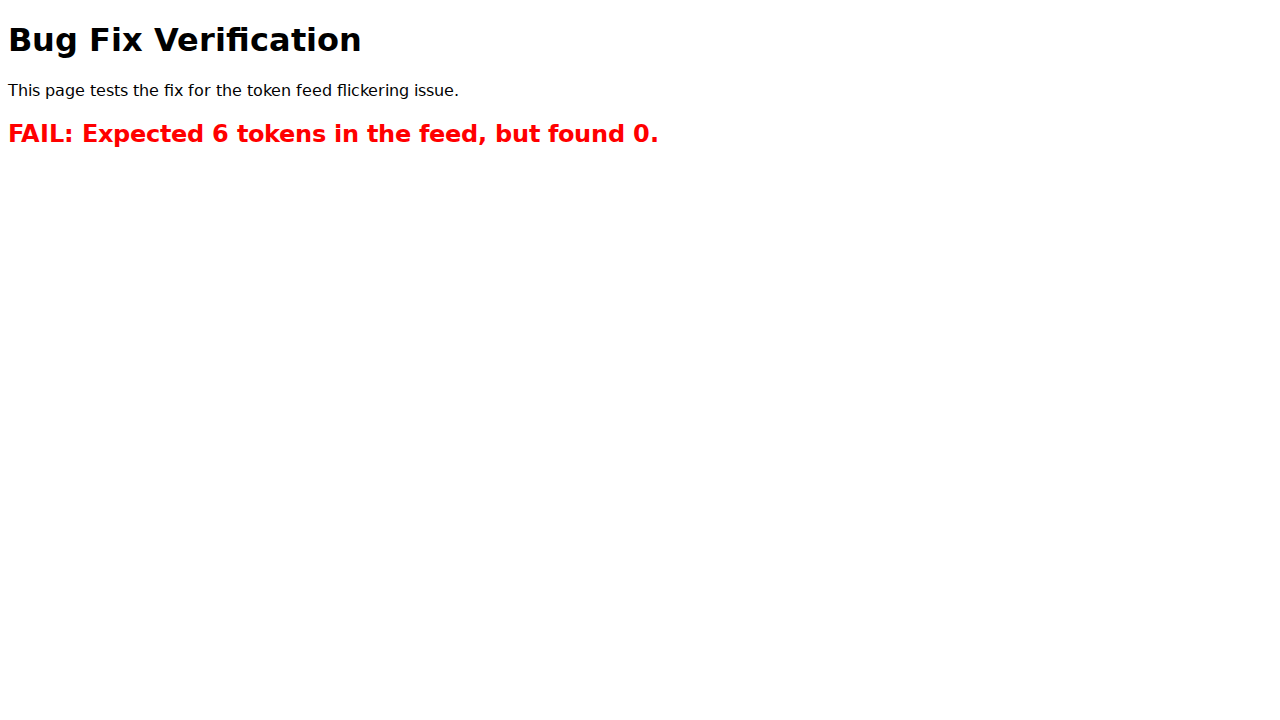 Bug Fix Verification
This page tests the fix for the token feed flickering issue.
FAIL: Expected 6 tokens in the feed, but found 0.